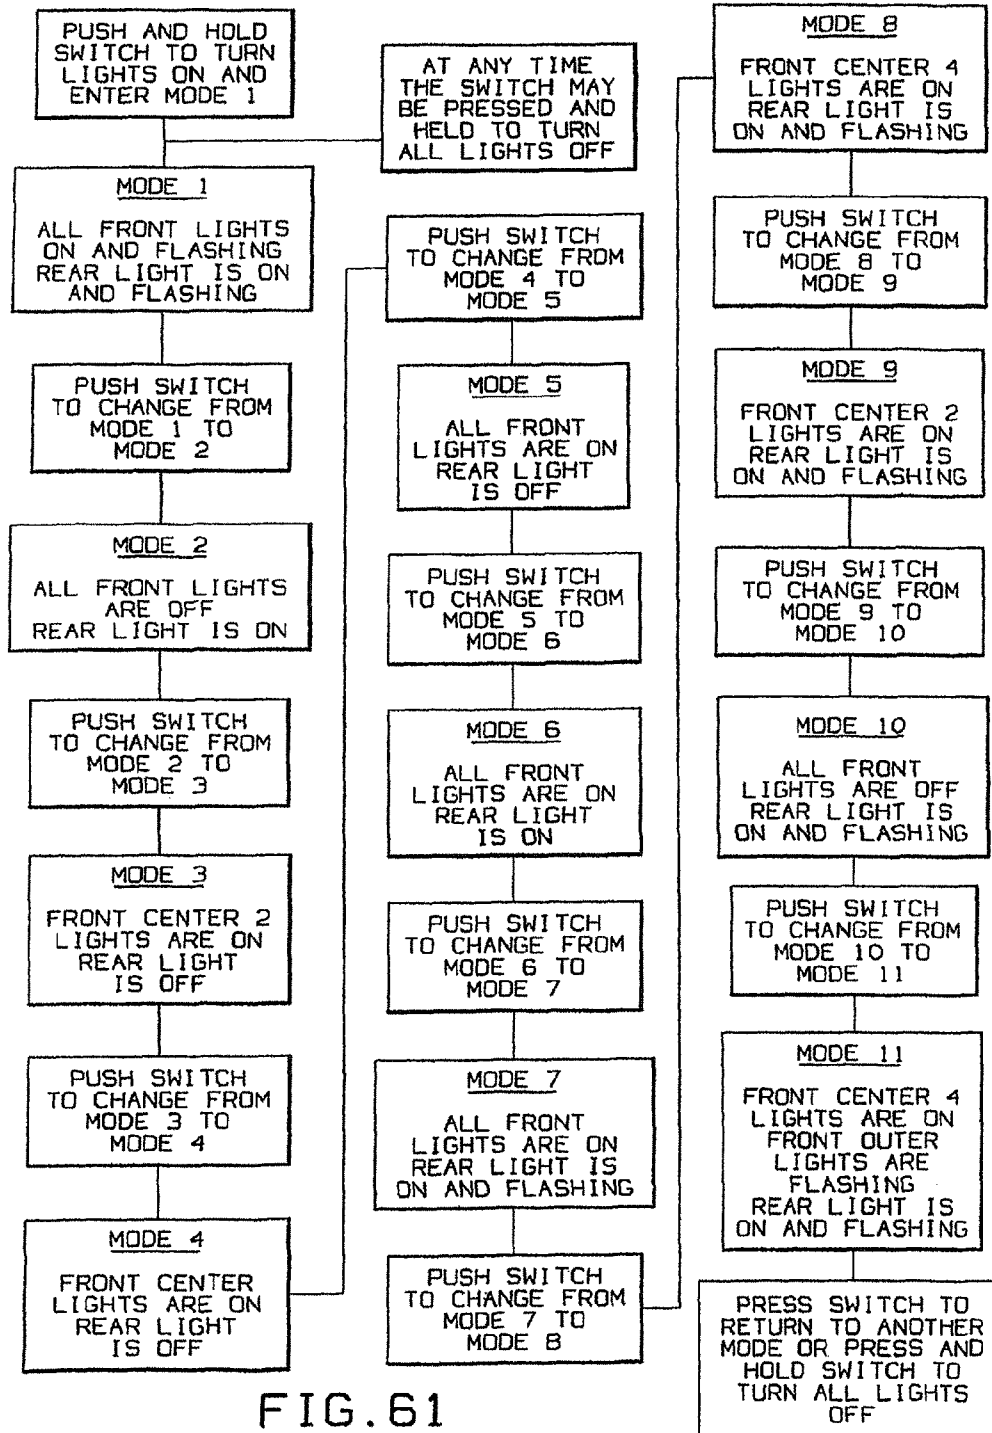 PUSH AND HOLD
SWITCH TO TURN
LIGHTS ON AND
ENTER MODE 1
AT ANY TIME
THE SWITCH MAY
BE PRESSED AND
HELD TO TURN
ALL LIGHTS OFF
MODE 1
ALL FRONT LIGHTS
ON AND FLASHING
REAR LIGHT IS ON
AND FLASHING
PUSH SWITCH
TO CHANGE FROM
MODE 1 TO
MODE 2
MODE 2
ALL FRONT LIGHTS
ARE OFF
REAR LIGHT IS ON
PUSH SWITCH
TO CHANGE FROM
MODE 2 TO
MODE 3
MODE 3
FRONT CENTER 2
LIGHTS ARE ON
REAR LIGHT
IS OFF
PUSH SWITCH
TO CHANGE FROM
MODE 3 TO
MODE 4
MODE 4
FRONT CENTER
LIGHTS ARE ON
REAR LIGHT
IS OFF
PUSH SWITCH
TO CHANGE FROM
MODE 4 TO
MODE 5
MODE 5
ALL FRONT
LIGHTS ARE ON
REAR LIGHT
IS OFF
PUSH SWITCH
TO CHANGE FROM
MODE 5 TO
MODE 6
MODE 6
ALL FRONT
LIGHTS ARE ON
REAR LIGHT
IS ON
PUSH SWITCH
TO CHANGE FROM
MODE 6 TO
MODE 7
MODE 7
ALL FRONT
LIGHTS ARE ON
REAR LIGHT IS
ON AND FLASHING
PUSH SWITCH
TO CHANGE FROM
MODE 7 TO
MODE 8
MODE 8
FRONT CENTER 4
LIGHTS ARE ON
REAR LIGHT IS
ON AND FLASHING
PUSH SWITCH
TO CHANGE FROM
MODE 8 TO
MODE 9
MODE 9
FRONT CENTER 2
LIGHTS ARE ON
REAR LIGHT IS
ON AND FLASHING
PUSH SWITCH
TO CHANGE FROM
MODE 9 TO
MODE 10
MODE 10
ALL FRONT
LIGHTS ARE OFF
REAR LIGHT IS
ON AND FLASHING
PUSH SWITCH
TO CHANGE FROM
MODE 10 TO
MODE 11
MODE 11
FRONT CENTER 4
LIGHTS ARE ON
FRONT OUTER
LIGHTS ARE
FLASHING
REAR LIGHT IS
ON AND FLASHING
PRESS SWITCH TO
RETURN TO ANOTHER
MODE OR PRESS AND
HOLD SWITCH TO
TURN ALL LIGHTS
OFF
FIG.61